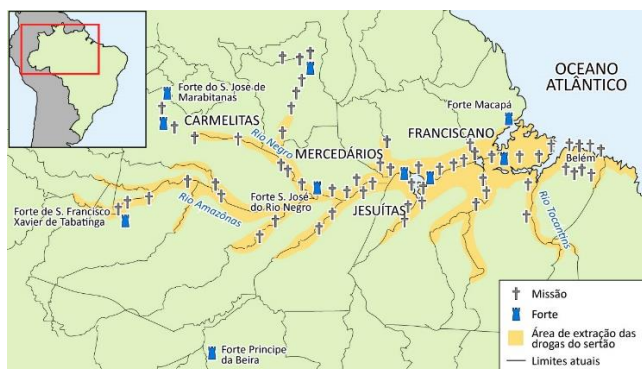 OCEANO
ATLÂNTICO
Forte do S. José de
Marabitanas
Forte Macapá
CARMELITAS
FRANCISCANO
Rio Negro
MERCEDÁRIOS
Belém
Forte S. José
do Rio Negro
JESUÍTAS
Rio Tocantins
Forte de S. Francisco
Xavier de Tabatinga
Rio Amazônas
Missão
Forte
Área de extração das
drogas do sertão
Limites atuais
Forte Principe
da Beira